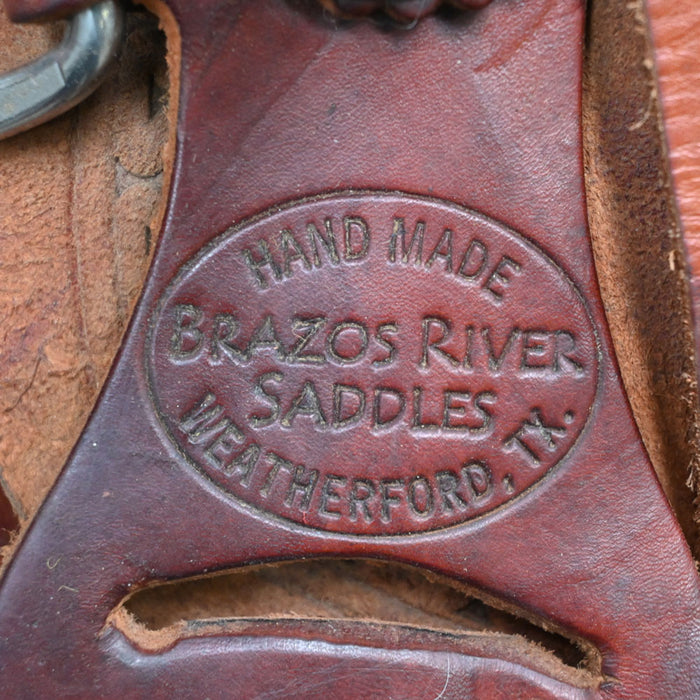 HAND MADE
BRAZOS RIVER
SADDLES
WEATHERFORD, TX.